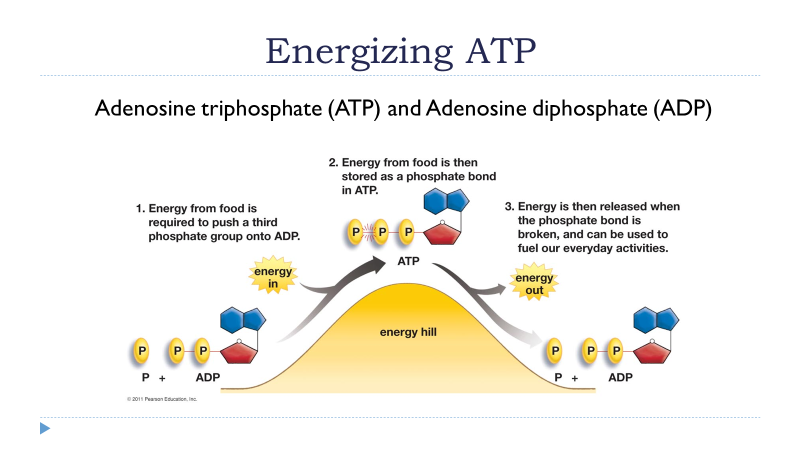 Energizing ATP
Adenosine triphosphate (ATP) and Adenosine diphosphate (ADP)
2. Energy from food is then
stored as a phosphate bond
in ATP.
1. Energy from food is
required to push a third
phosphate group onto ADP.
3. Energy is then released when
the phosphate bond is
broken, and can be used to
fuel our everyday activities.
P P P
ATP
energy
in
energy
out
energy hill
P P P
P + ADP
P P P
P + ADP
© 2011 Pearson Education, Inc.